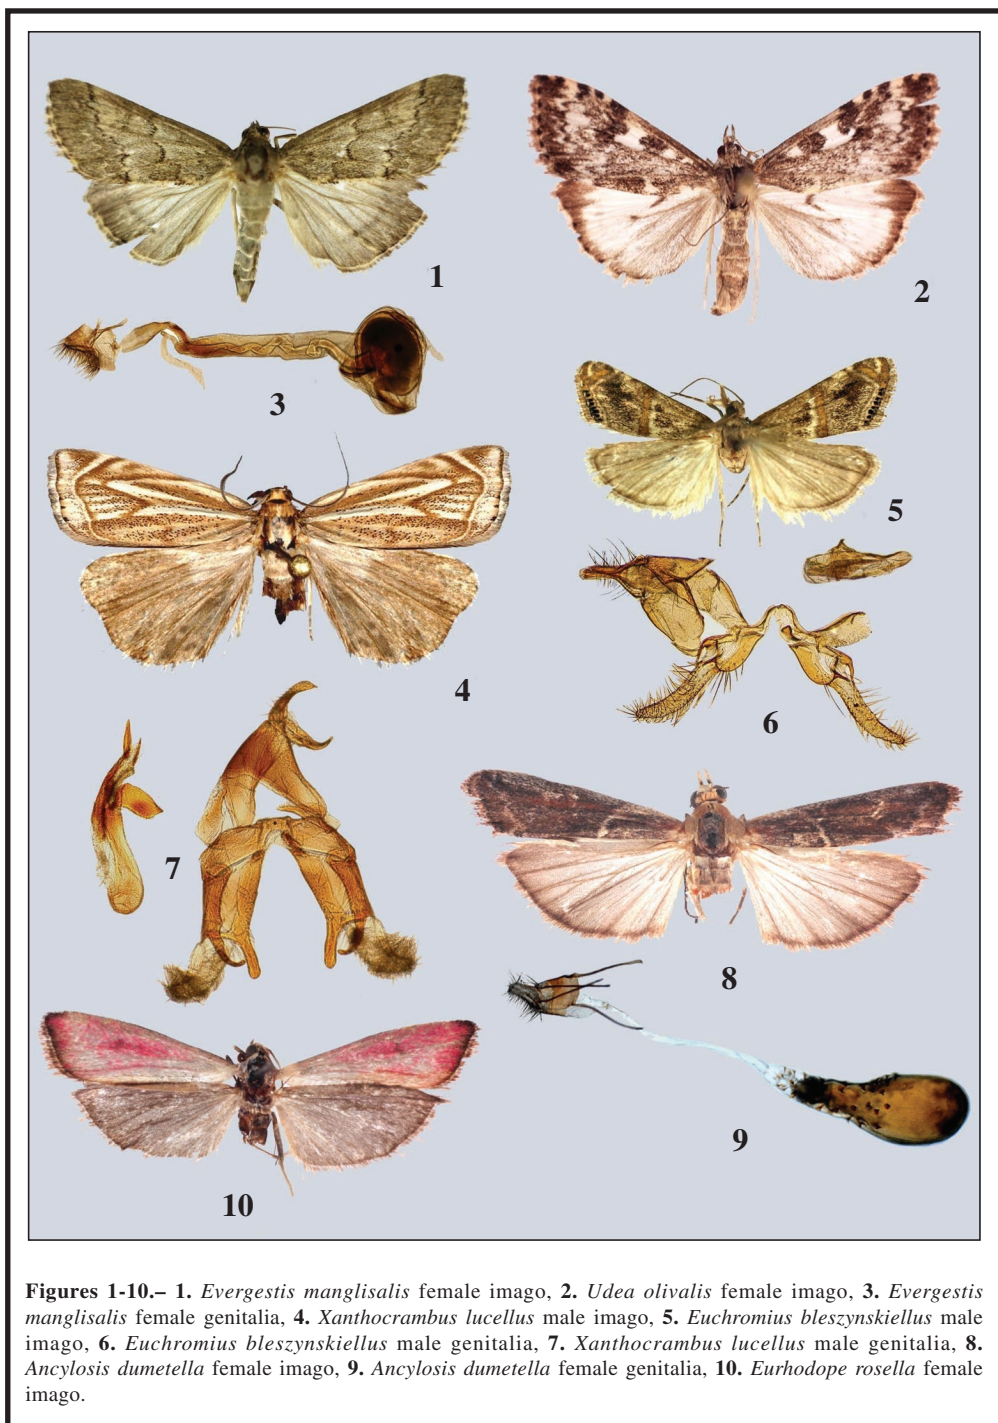 1
2
3
5
4
6
7
8
9
10
Figures 1-10.– 1. Evergestis manglisalis female imago, 2. Udea olivalis female imago, 3. Evergestis
manglisalis female genitalia, 4. Xanthocrambus lucellus male imago, 5. Euchromius bleszynskiellus male
imago, 6. Euchromius bleszynskiellus male genitalia, 7. Xanthocrambus lucellus male genitalia, 8.
Ancylosis dumetella female imago, 9. Ancylosis dumetella female genitalia, 10. Eurhodope rosella female
imago.